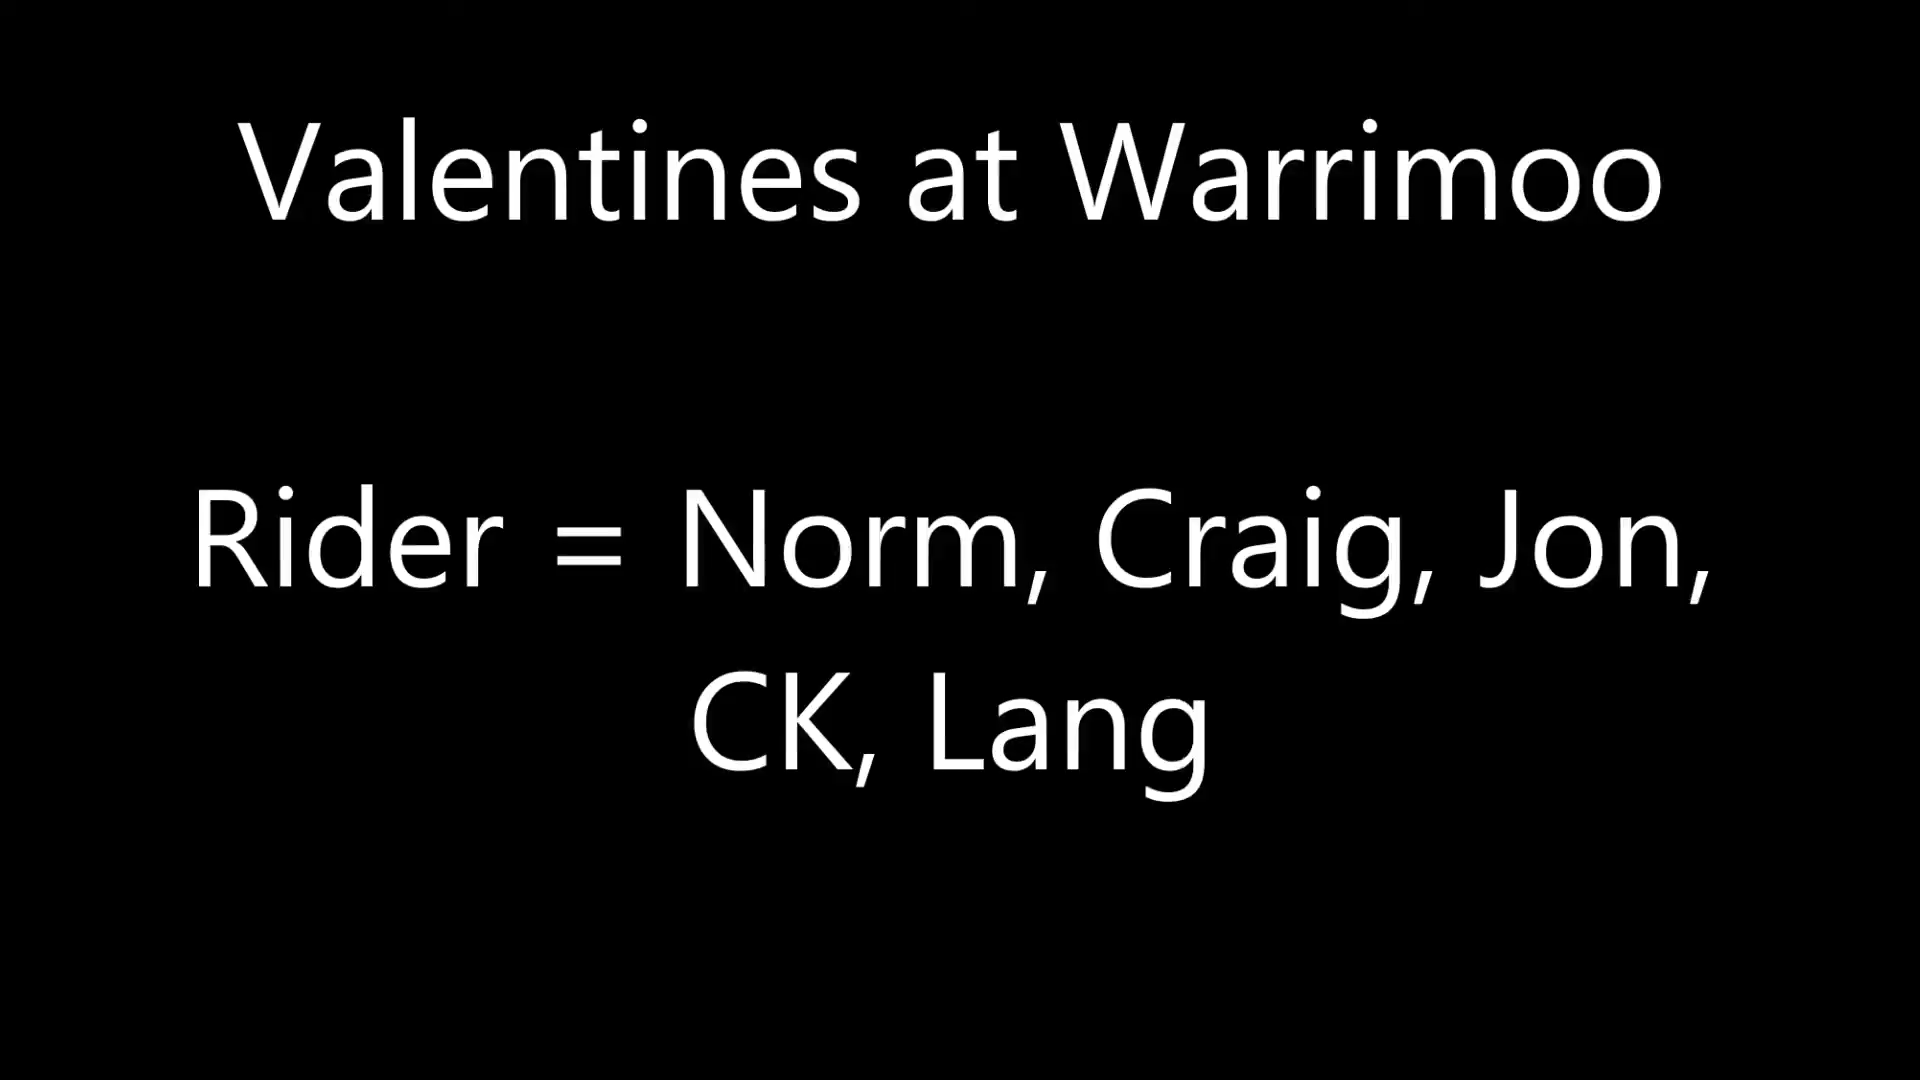 Valentines at Warrimoo
Rider = Norm, Craig, Jon,
CK, Lang